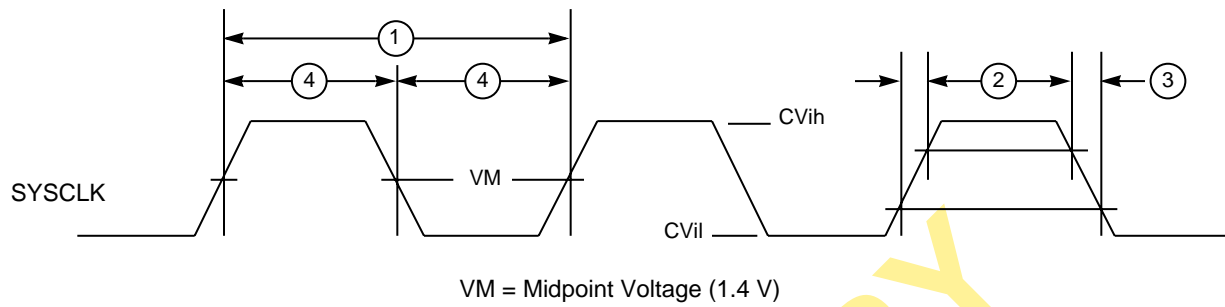 1
4
4
2
3
CVih
SYSCLK
VM
CVil
VM = Midpoint Voltage (1.4 V)